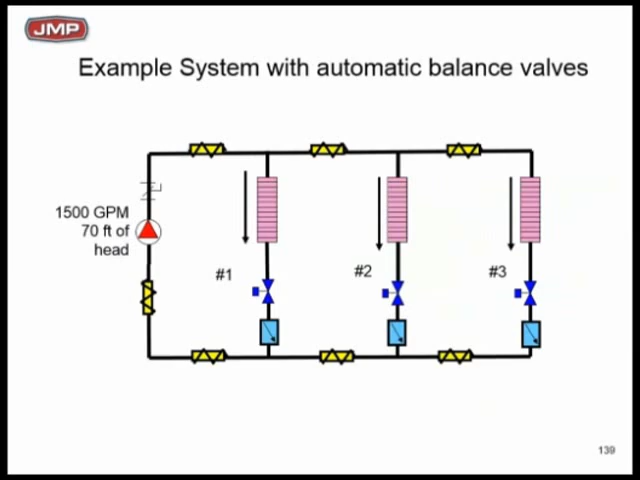 JMP
Example System with automatic balance valves
1500 GPM
70 ft of
head
#1
#2
#3
139